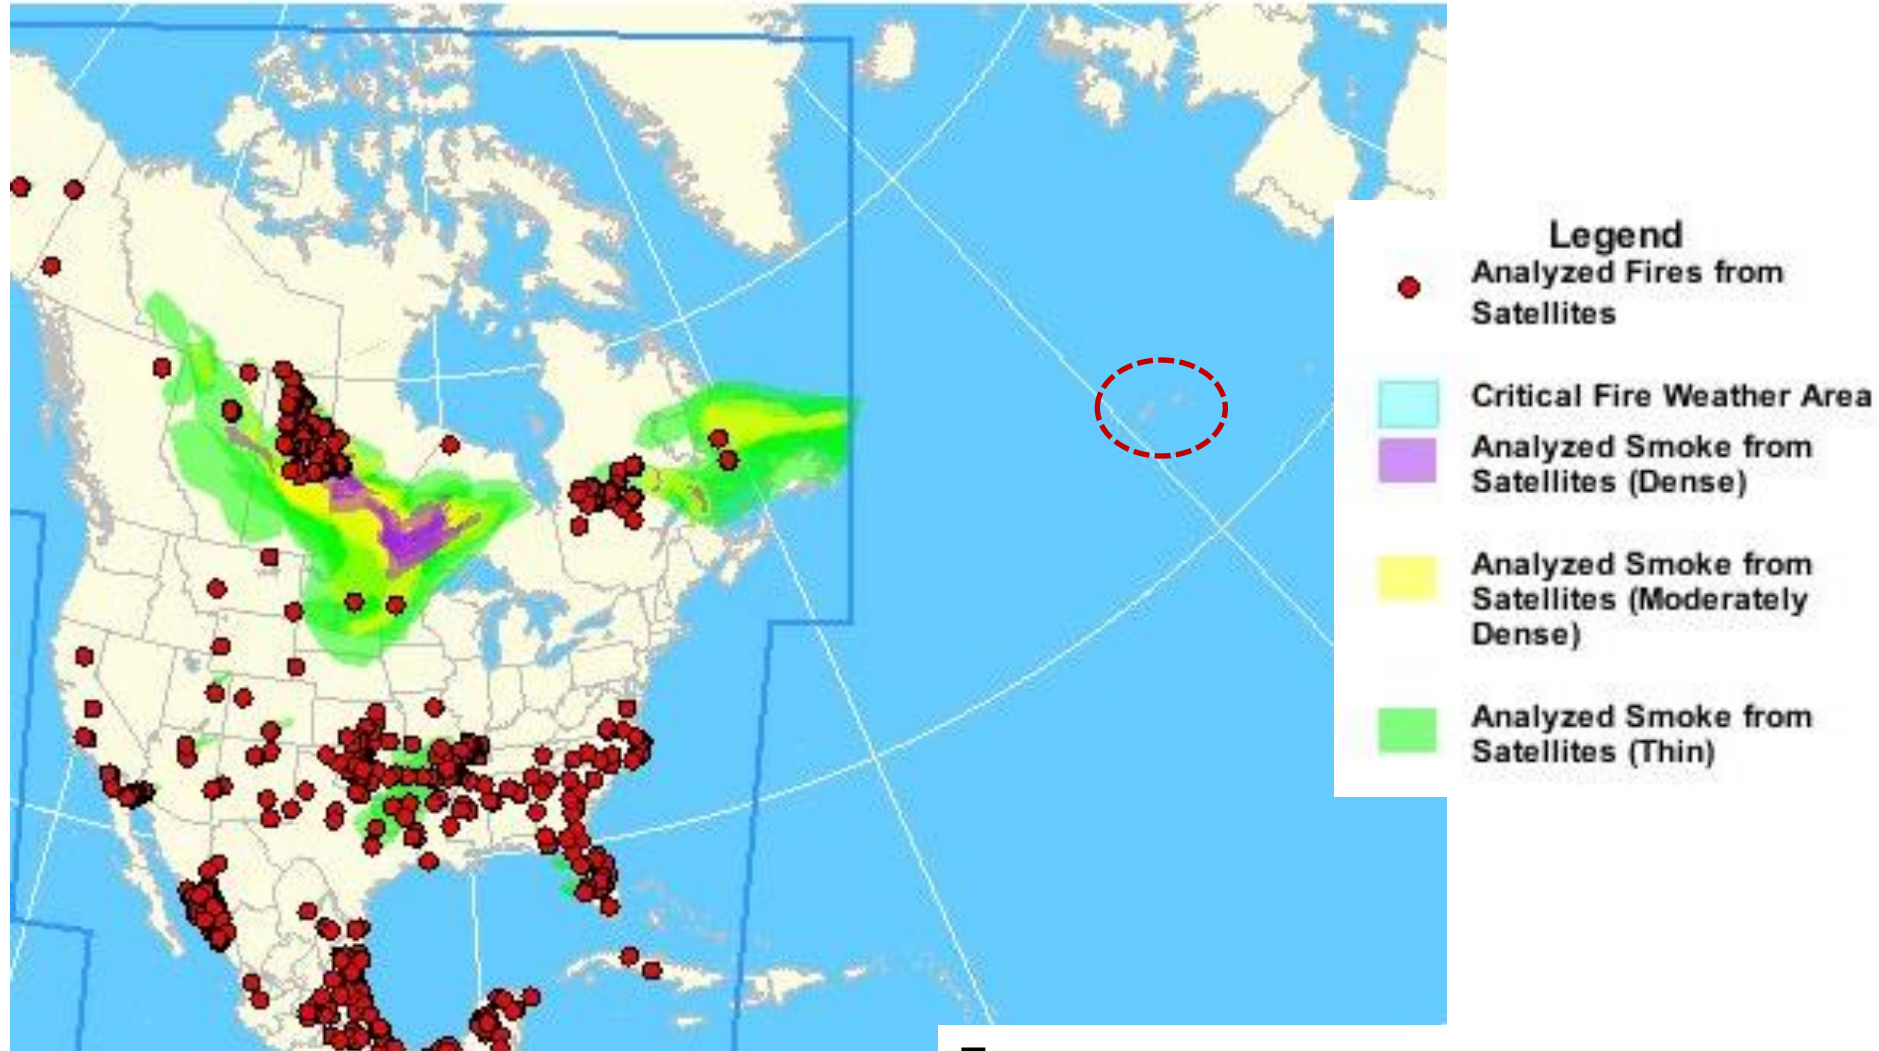 Legend
Analyzed Fires from
Satellites
Critical Fire Weather Area
Analyzed Smoke from
Satellites (Dense)
Analyzed Smoke from
Satellites (Moderately
Dense)
Analyzed Smoke from
Satellites (Thin)